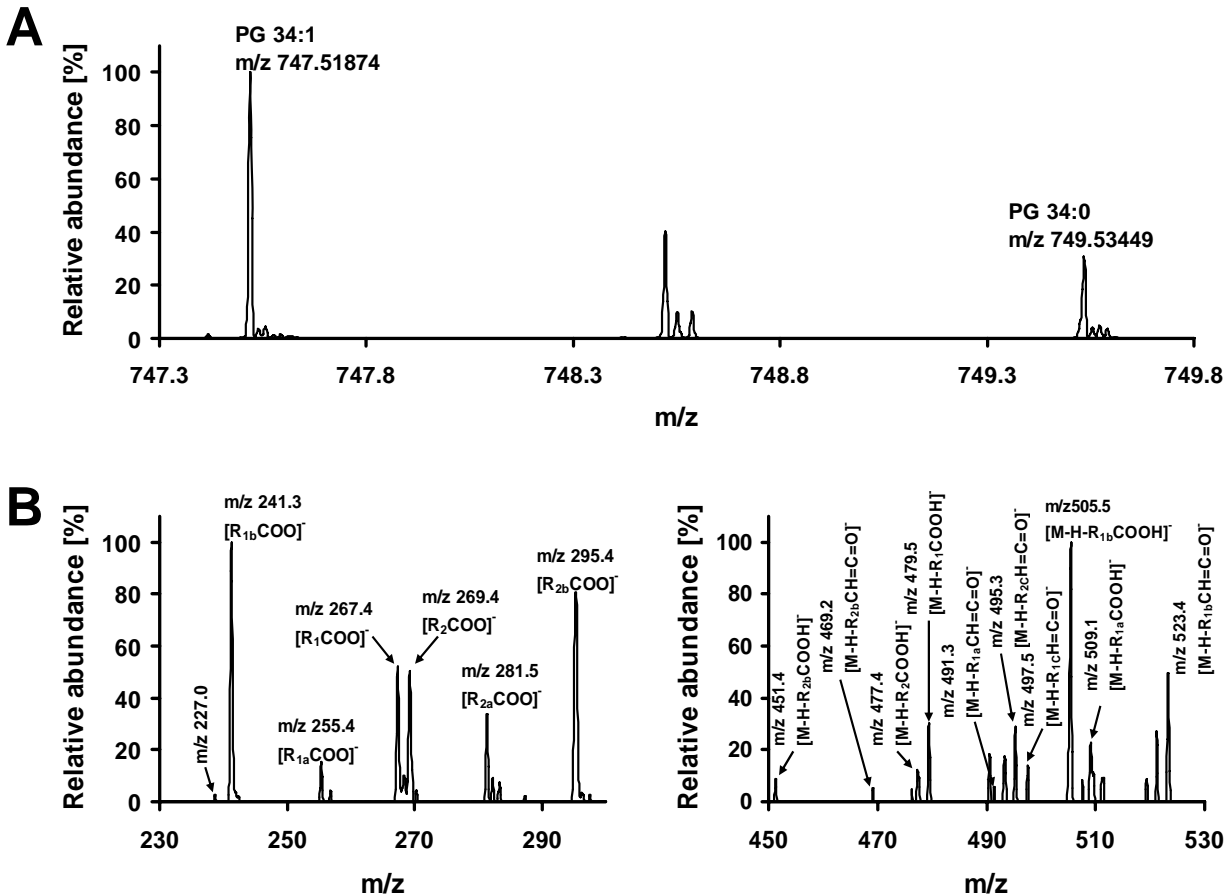 A
PG 34:1
m/z 747.51874
PG 34:0
m/z 749.53449
Relative abundance [%]
100
80
60
40
20
0
747.3 747.8 748.3 748.8 749.3 749.8
m/z
B
Relative abundance [%]
100
80
60
40
20
0
m/z 227.0
m/z 241.3
[R1bCOO]-
m/z 255.4
[R1aCOO]-
m/z 267.4
[R1COO]-
m/z 269.4
[R2COO]-
m/z 281.5
[R2aCOO]-
m/z 295.4
[R2bCOO]-
230 250 270 290
m/z
Relative abundance [%]
100
80
60
40
20
0
m/z 451.4
[M-H-R2bCOOH]-
m/z 469.2
[M-H-R2bCH=C=O]-
m/z 477.4
[M-H-R2COOH]-
m/z 479.5
[M-H-R1COOH]-
m/z 491.3
[M-H-R1aCH=C=O]-
m/z 495.3
[M-H-R2cH=C=O]-
m/z 497.5
[M-H-R1cH=C=O]-
m/z505.5
[M-H-R1bCOOH]-
m/z 509.1
[M-H-R1aCOOH]-
m/z 523.4
[M-H-R1bCH=C=O]-
450 470 490 510 530
m/z